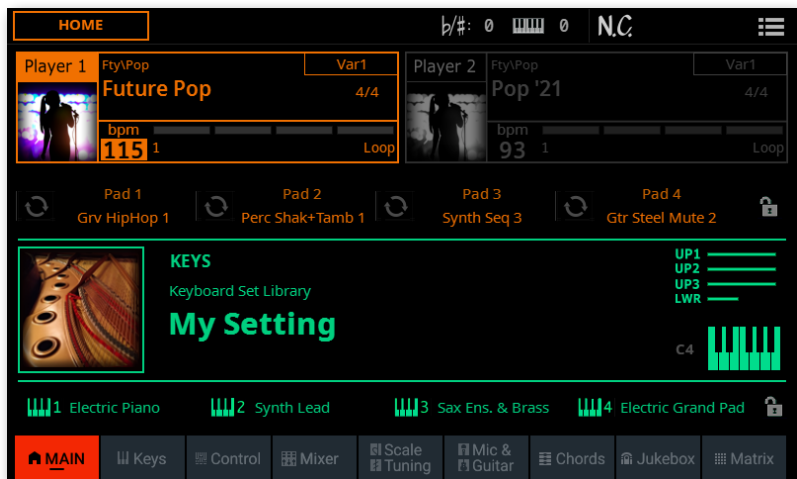 HOME ♭/#: 0 0 N.C.
Player 1 Fty\Pop Var1
Future Pop 4/4
bpm
115 1 Loop
Player 2 Fty\Pop Var1
Pop '21 4/4
bpm
93 1 Loop
Pad 1
Grv HipHop 1
Pad 2
Perc Shak+Tamb 1
Pad 3
Synth Seq 3
Pad 4
Gtr Steel Mute 2
KEYS
Keyboard Set Library
My Setting
UP1
UP2
UP3
LWR
C4
1 Electric Piano
2 Synth Lead
3 Sax Ens. & Brass
4 Electric Grand Pad
MAIN
Keys
Control
Mixer
Scale
Tuning
Mic &
Guitar
Chords
Jukebox
Matrix